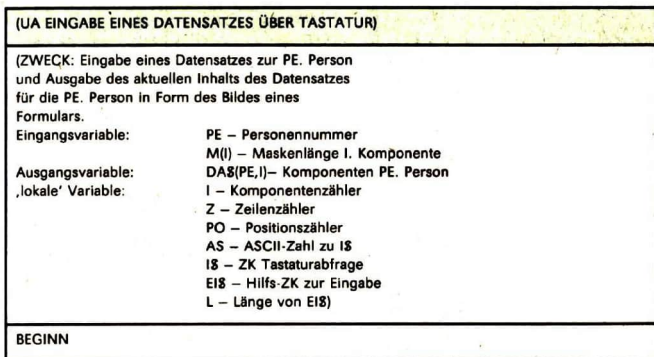 (UA EINGABE EINES DATENSATZES ÜBER TASTATUR)
(ZWECK: Eingabe eines Datensatzes zur PE. Person
und Ausgabe des aktuellen Inhalts des Datensatzes
für die PE. Person in Form des Bildes eines
Formulars.
Eingangsvariable: PE – Personennummer
M(I) – Maskenlänge I. Komponente
Ausgangsvariable: DA$(PE,I)– Komponenten PE. Person
‚lokale' Variable: I – Komponentenzähler
Z – Zeilenzähler
PO – Positionszähler
AS – ASCII-Zahl zu I$
I$ – ZK Tastaturabfrage
EI$ – Hilfs-ZK zur Eingabe
L – Länge von EI$)
BEGINN